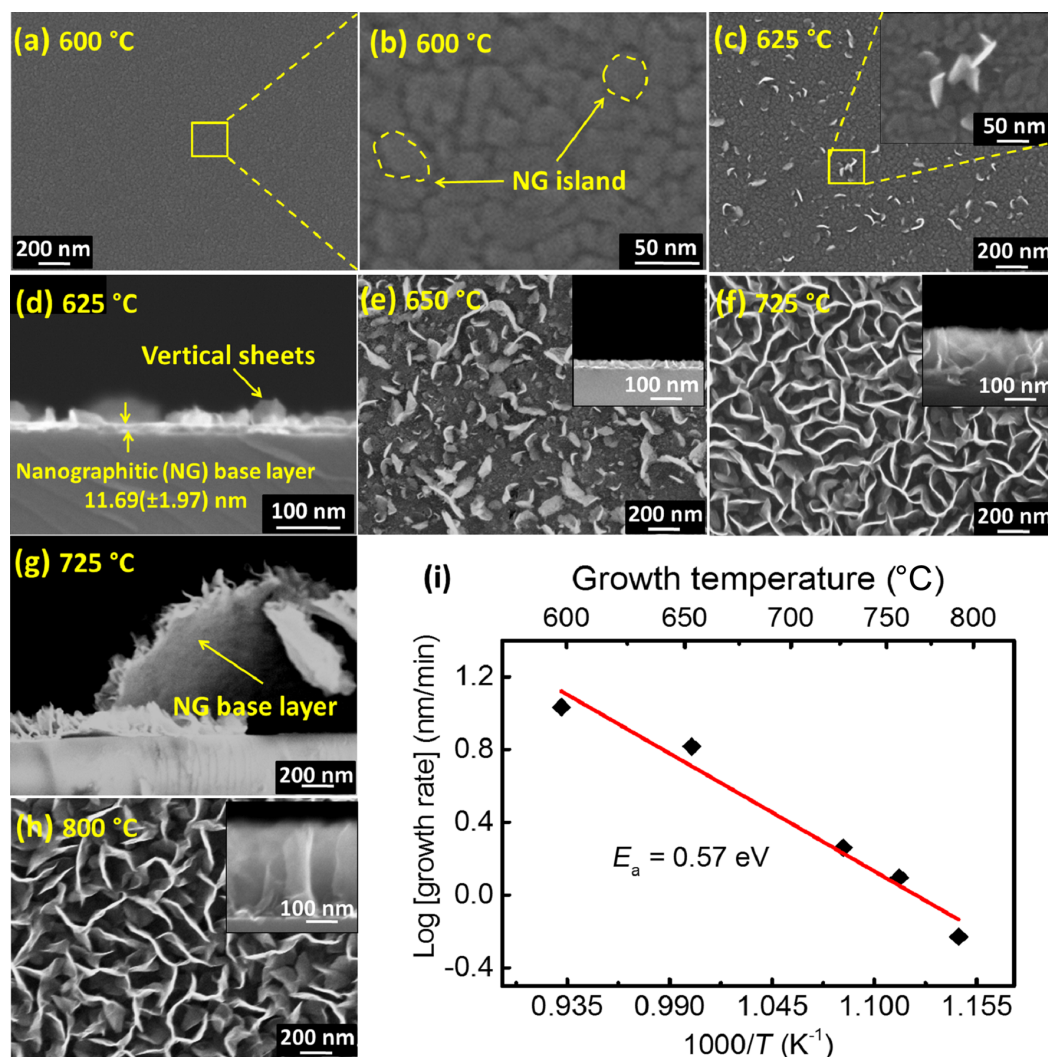 (a) 600 °C
200 nm
(b) 600 °C
NG island
50 nm
(c) 625 °C
50 nm
200 nm
(d) 625 °C
Vertical sheets
Nanographitic (NG) base layer
11.69(±1.97) nm
100 nm
(e) 650 °C
100 nm
200 nm
(f) 725 °C
100 nm
200 nm
(g) 725 °C
NG base layer
200 nm
(h) 800 °C
100 nm
200 nm
(i)
Growth temperature (°C)
600 650 700 750 800
Log [growth rate] (nm/min)
1.2
0.8
0.4
0.0
-0.4
Ea = 0.57 eV
0.935 0.990 1.045 1.100 1.155
1000/T (K⁻¹)